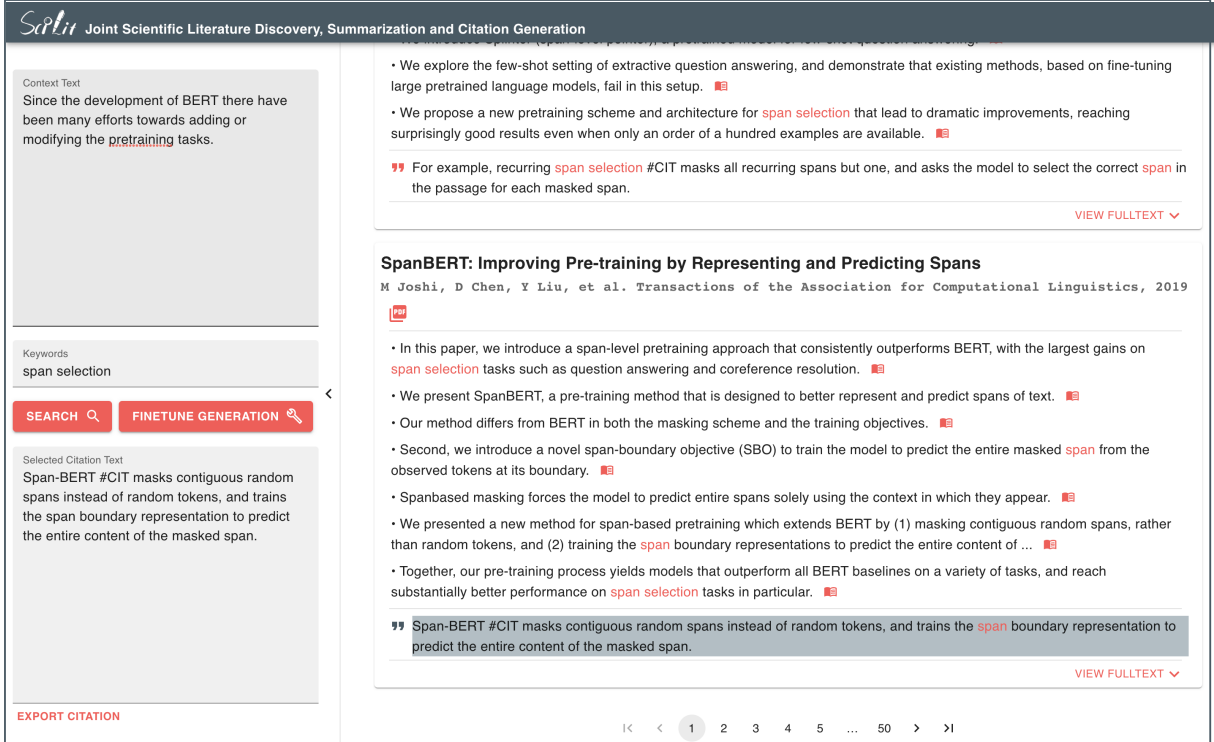 SciLit Joint Scientific Literature Discovery, Summarization and Citation Generation
Context Text
Since the development of BERT there have
been many efforts towards adding or
modifying the pretraining tasks.
Keywords
span selection
SEARCH
FINETUNE GENERATION
Selected Citation Text
Span-BERT #CIT masks contiguous random
spans instead of random tokens, and trains
the span boundary representation to predict
the entire content of the masked span.
EXPORT CITATION
• We introduce Splinter (span-level pointer), a pretrained model for few-shot question answering.
• We explore the few-shot setting of extractive question answering, and demonstrate that existing methods, based on fine-tuning
large pretrained language models, fail in this setup.
• We propose a new pretraining scheme and architecture for span selection that lead to dramatic improvements, reaching
surprisingly good results even when only an order of a hundred examples are available.
For example, recurring span selection #CIT masks all recurring spans but one, and asks the model to select the correct span in
the passage for each masked span.
VIEW FULLTEXT
SpanBERT: Improving Pre-training by Representing and Predicting Spans
M Joshi, D Chen, Y Liu, et al. Transactions of the Association for Computational Linguistics, 2019
PDF
• In this paper, we introduce a span-level pretraining approach that consistently outperforms BERT, with the largest gains on
span selection tasks such as question answering and coreference resolution.
• We present SpanBERT, a pre-training method that is designed to better represent and predict spans of text.
• Our method differs from BERT in both the masking scheme and the training objectives.
• Second, we introduce a novel span-boundary objective (SBO) to train the model to predict the entire masked span from the
observed tokens at its boundary.
• Spanbased masking forces the model to predict entire spans solely using the context in which they appear.
• We presented a new method for span-based pretraining which extends BERT by (1) masking contiguous random spans, rather
than random tokens, and (2) training the span boundary representations to predict the entire content of ...
• Together, our pre-training process yields models that outperform all BERT baselines on a variety of tasks, and reach
substantially better performance on span selection tasks in particular.
Span-BERT #CIT masks contiguous random spans instead of random tokens, and trains the span boundary representation to
predict the entire content of the masked span.
VIEW FULLTEXT
1 2 3 4 5 ... 50